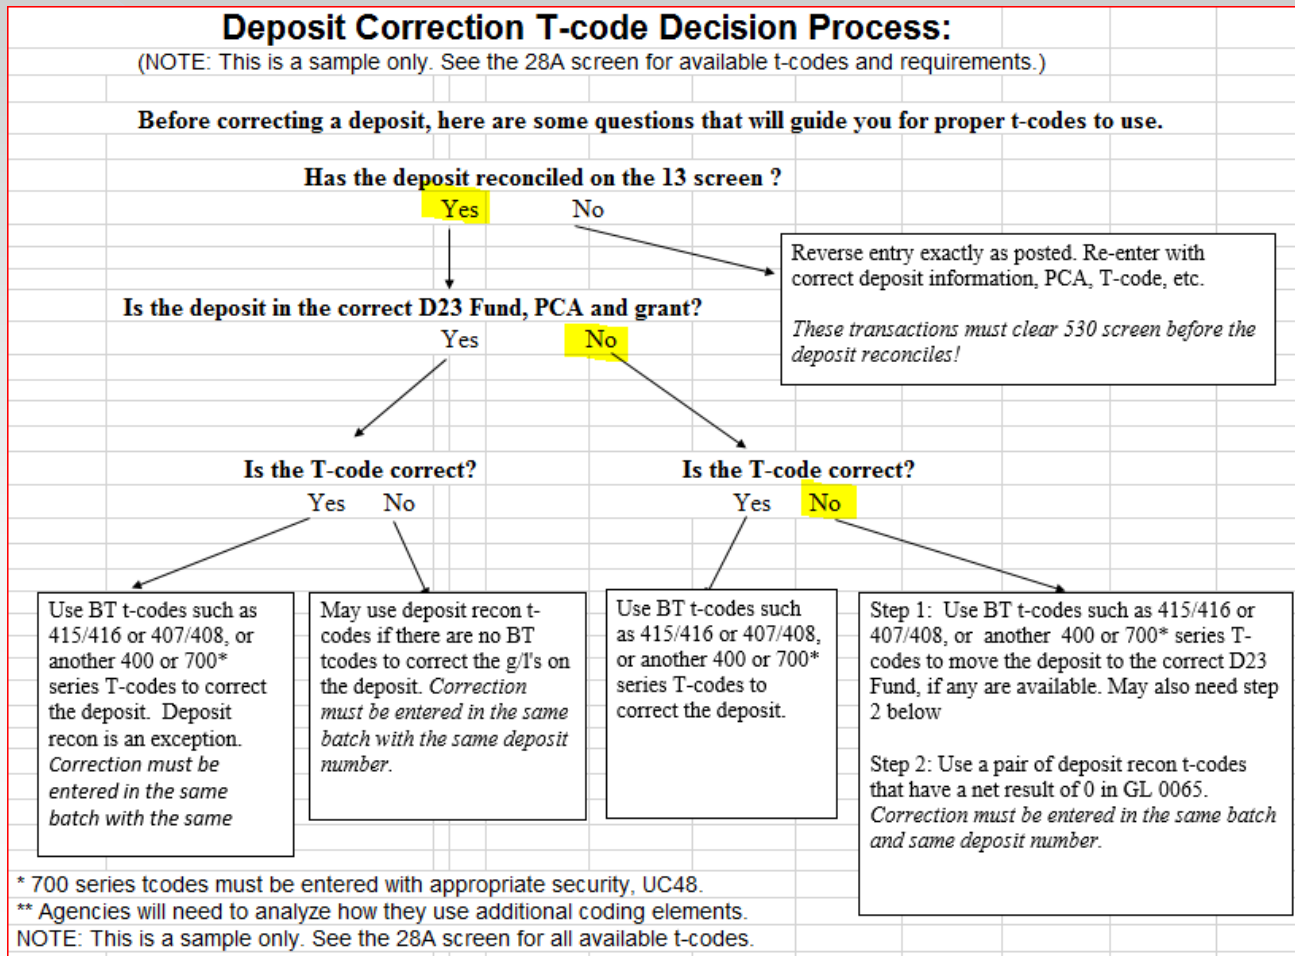 Deposit Correction T-code Decision Process:
(NOTE: This is a sample only. See the 28A screen for available t-codes and requirements.)
Before correcting a deposit, here are some questions that will guide you for proper t-codes to use.
Has the deposit reconciled on the 13 screen ?
Yes
No
Reverse entry exactly as posted. Re-enter with
correct deposit information, PCA, T-code, etc.
These transactions must clear 530 screen before the
deposit reconciles!
Is the deposit in the correct D23 Fund, PCA and grant?
Yes
No
Is the T-code correct?
Yes
No
Is the T-code correct?
Yes
No
Use BT t-codes such as
415/416 or 407/408, or
another 400 or 700*
series T-codes to correct
the deposit. Deposit
recon is an exception.
Correction must be
entered in the same
batch with the same
May use deposit recon t-
codes if there are no BT
tcodes to correct the g/l's on
the deposit. Correction
must be entered in the same
batch with the same deposit
number.
Use BT t-codes such
as 415/416 or 407/408,
or another 400 or 700*
series T-codes to
correct the deposit.
Step 1: Use BT t-codes such as 415/416 or
407/408, or another 400 or 700* series T-
codes to move the deposit to the correct D23
Fund, if any are available. May also need step
2 below
Step 2: Use a pair of deposit recon t-codes
that have a net result of 0 in GL 0065.
Correction must be entered in the same batch
and same deposit number.
* 700 series tcodes must be entered with appropriate security, UC48.
** Agencies will need to analyze how they use additional coding elements.
NOTE: This is a sample only. See the 28A screen for all available t-codes.